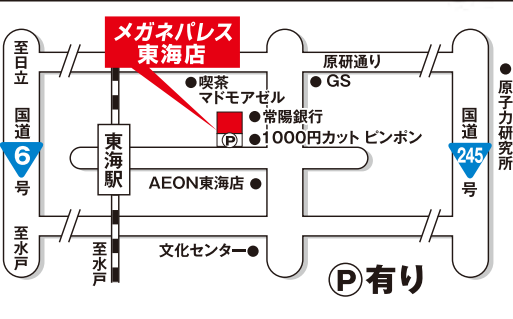 メガネパレス
東海店
至日立
国道
6
号
至水戸
東海駅
至水戸
原研通り
喫茶
マドモアゼル
GS
常陽銀行
P
1000円カット ピンポン
AEON東海店
文化センター
国道
245
号
原子力研究所
P有り